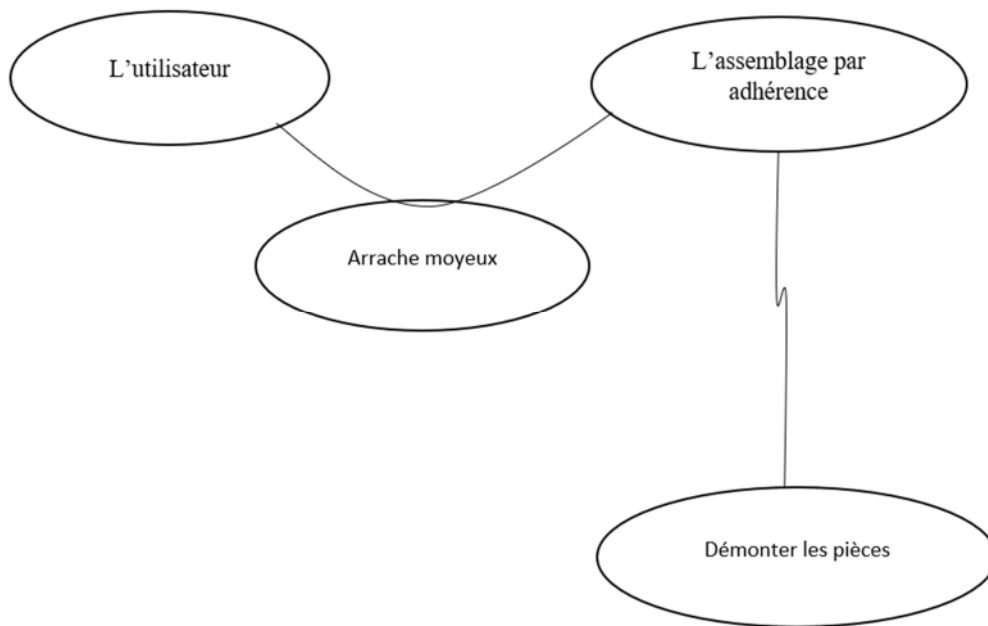 L’utilisateur
L’assemblage par
adhérence
Arrache moyeux
Démonter les pièces